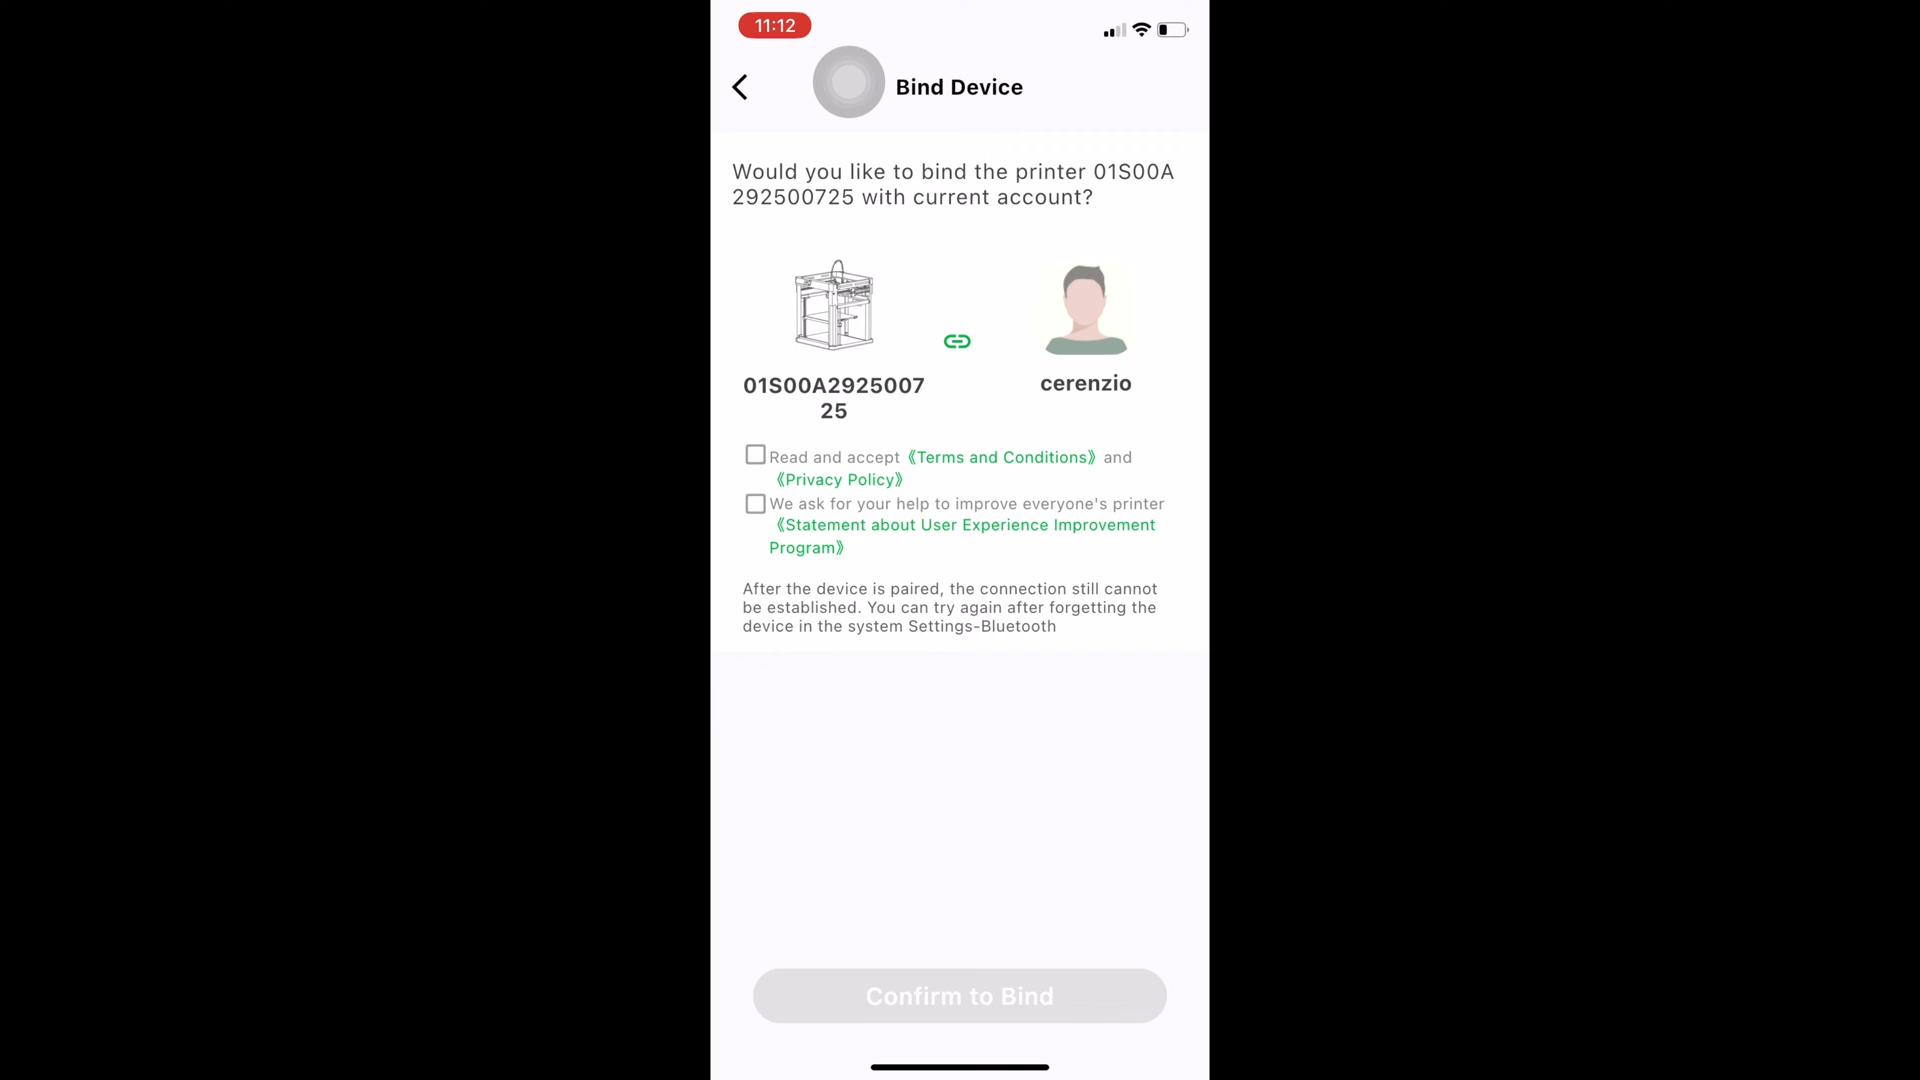 11:12
Bind Device
Would you like to bind the printer 01S00A
292500725 with current account?
01S00A2925007
25
cerenzio
Read and accept 《Terms and Conditions》 and
《Privacy Policy》
We ask for your help to improve everyone's printer
《Statement about User Experience Improvement
Program》
After the device is paired, the connection still cannot
be established. You can try again after forgetting the
device in the system Settings-Bluetooth
Confirm to Bind